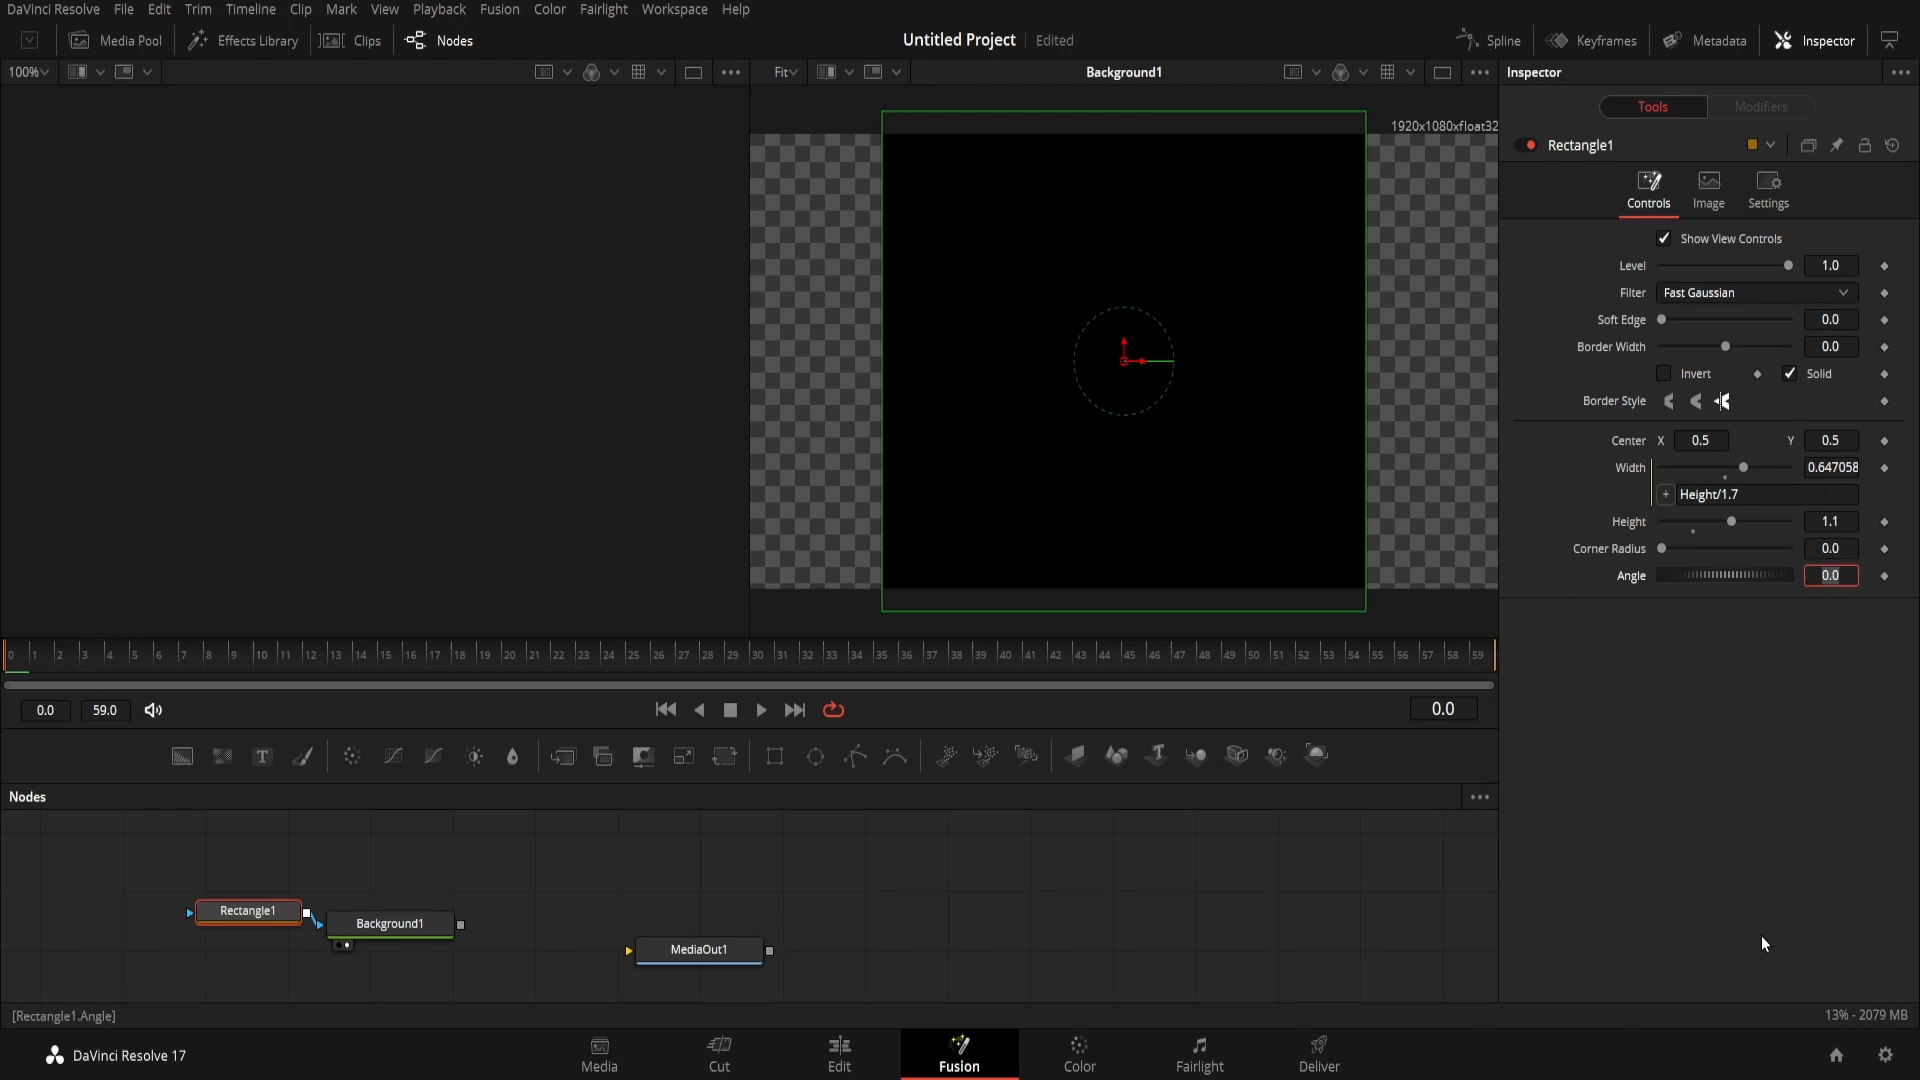 DaVinci Resolve File Edit Trim Timeline Clip Mark View Playback Fusion Color Fairlight Workspace Help
Media Pool Effects Library Clips Nodes Untitled Project Edited Spline Keyframes Metadata Inspector
100% Fit Background1 Inspector
Tools Modifiers
1920x1080xfloat32
Rectangle1
Controls Image Settings
Show View Controls
Level 1.0
Filter Fast Gaussian
Soft Edge 0.0
Border Width 0.0
Invert Solid
Border Style
Center X 0.5 Y 0.5
Width 0.647058
+ Height/1.7
Height 1.1
Corner Radius 0.0
Angle 0.0
0 1 2 3 4 5 6 7 8 9 10 11 12 13 14 15 16 17 18 19 20 21 22 23 24 25 26 27 28 29 30 31 32 33 34 35 36 37 38 39 40 41 42 43 44 45 46 47 48 49 50 51 52 53 54 55 56 57 58 59
0.0 59.0 0.0
T
Nodes
Rectangle1
Background1
MediaOut1
[Rectangle1.Angle] 13% - 2079 MB
DaVinci Resolve 17 Media Cut Edit Fusion Color Fairlight Deliver